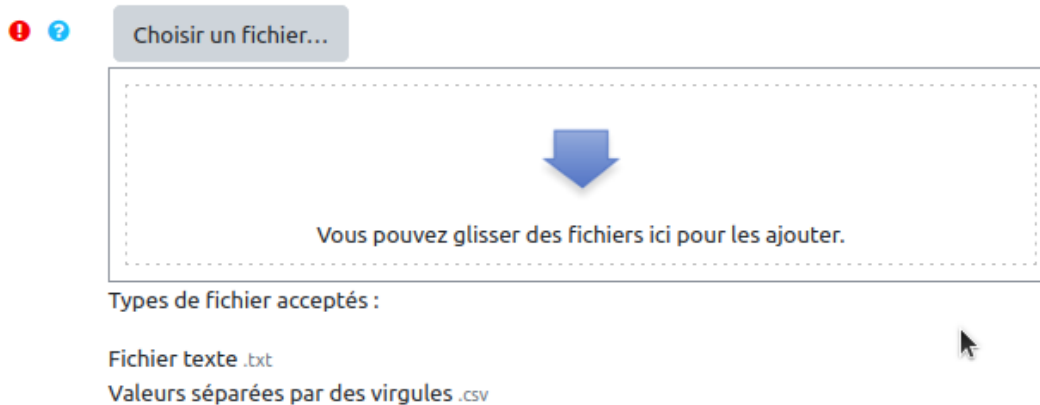 Choisir un fichier...
Vous pouvez glisser des fichiers ici pour les ajouter.
Types de fichier acceptés :
Fichier texte .txt
Valeurs séparées par des virgules .csv